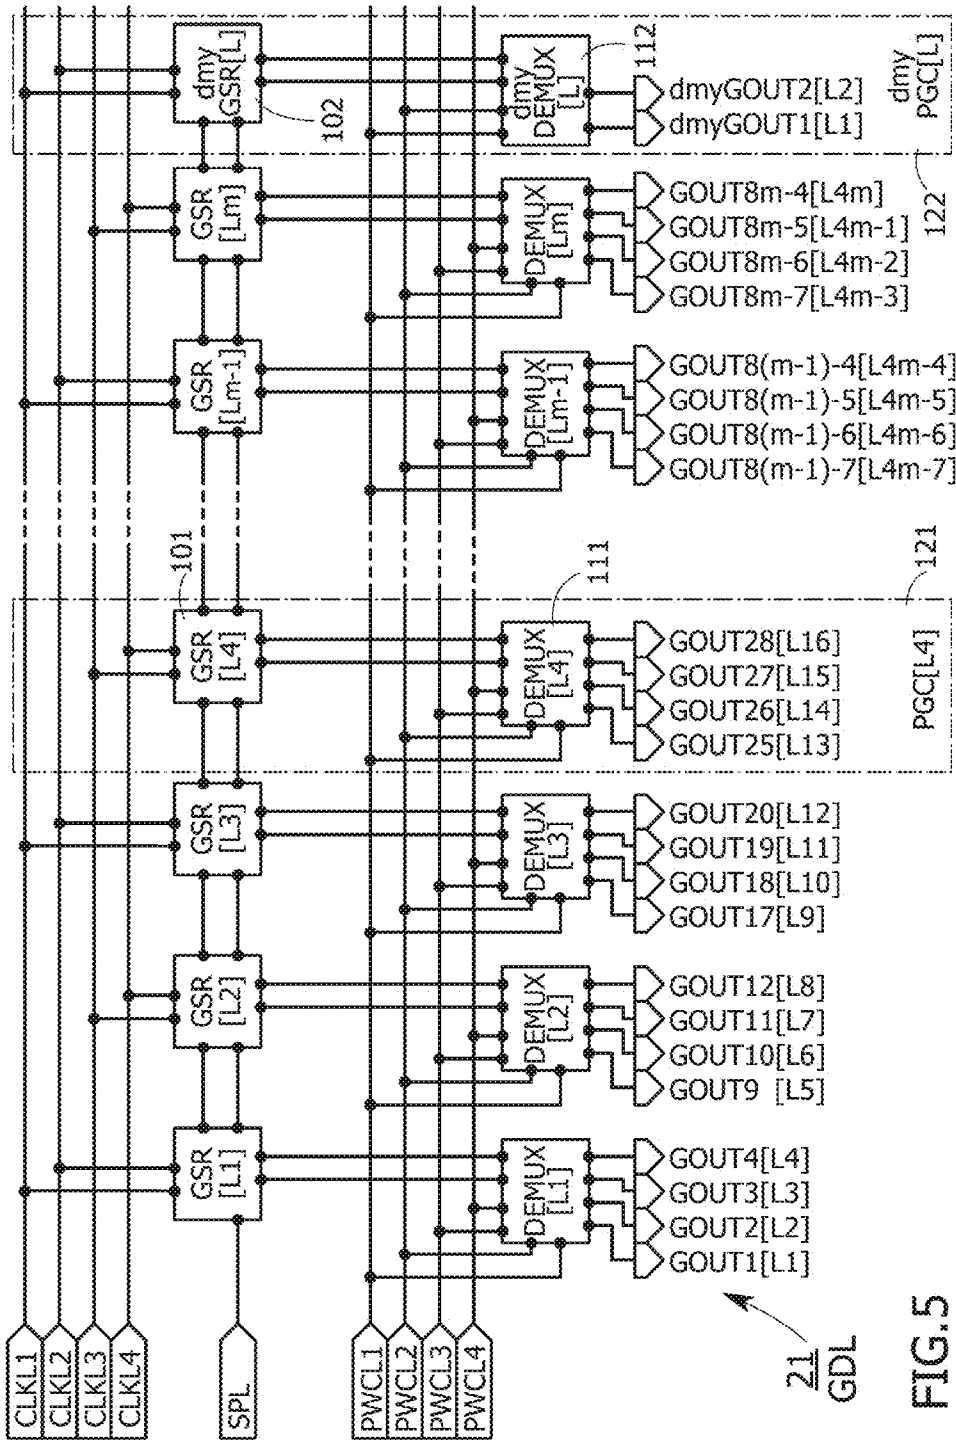 CLKL1
CLKL2
CLKL3
CLKL4
SPL
PWCL1
PWCL2
PWCL3
PWCL4
GSR
[L1]
GSR
[L2]
GSR
[L3]
GSR
[L4]
101
GSR
[Lm-1]
GSR
[Lm]
dmy
GSR[L]
102
DEMUX
[L1]
DEMUX
[L2]
DEMUX
[L3]
DEMUX
[L4]
111
DEMUX
[Lm-1]
DEMUX
[Lm]
dmy
DEMUX
[L]
112
GOUT1[L1]
GOUT2[L2]
GOUT3[L3]
GOUT4[L4]
GOUT9 [L5]
GOUT10[L6]
GOUT11[L7]
GOUT12[L8]
GOUT17[L9]
GOUT18[L10]
GOUT19[L11]
GOUT20[L12]
GOUT25[L13]
GOUT26[L14]
GOUT27[L15]
GOUT28[L16]
GOUT8(m-1)-7[L4m-7]
GOUT8(m-1)-6[L4m-6]
GOUT8(m-1)-5[L4m-5]
GOUT8(m-1)-4[L4m-4]
GOUT8m-7[L4m-3]
GOUT8m-6[L4m-2]
GOUT8m-5[L4m-1]
GOUT8m-4[L4m]
dmyGOUT1[L1]
dmyGOUT2[L2]
PGC[L4]
121
dmy
PGC[L]
122
21
GDL
FIG.5